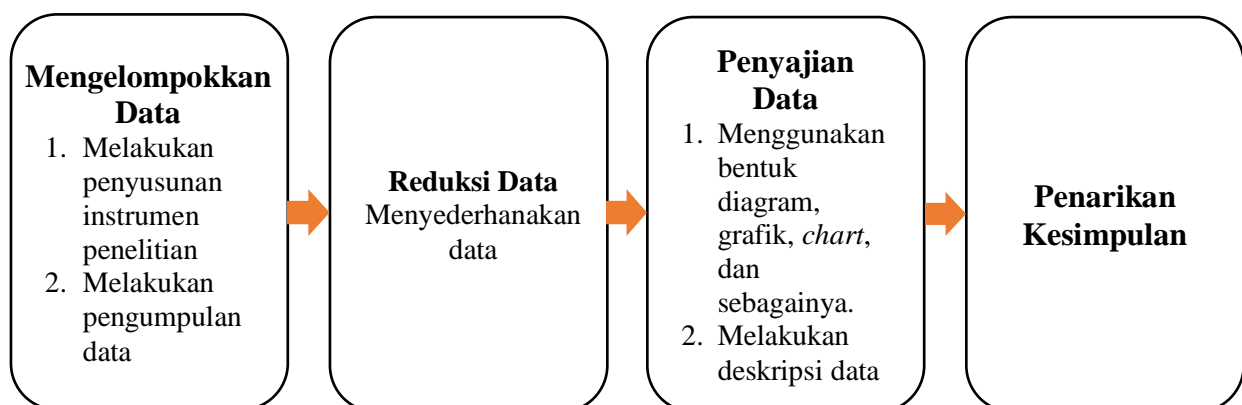 Mengelompokkan
Data
1. Melakukan
penyusunan
instrumen
penelitian
2. Melakukan
pengumpulan
data
Reduksi Data
Menyederhanakan
data
Penyajian
Data
1. Menggunakan
bentuk
diagram,
grafik, chart,
dan
sebagainya.
2. Melakukan
deskripsi data
Penarikan
Kesimpulan